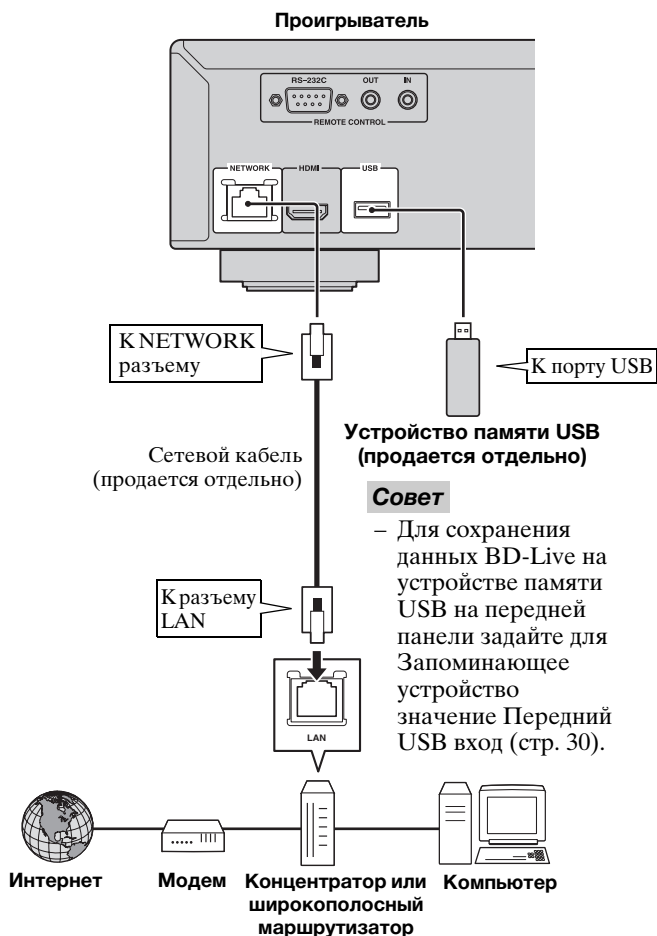 Проигрыватель
RS–232C
OUT
IN
REMOTE CONTROL
NETWORK
HDMI
USB
К NETWORK
разъему
К порту USB
Устройство памяти USB
(продается отдельно)
Сетевой кабель
(продается отдельно)
Совет
– Для сохранения
данных BD-Live на
устройстве памяти
USB на передней
панели задайте для
Запоминающее
устройство
значение Передний
USB вход (стр. 30).
К разъему
LAN
LAN
Интернет
Модем
Концентратор или
широкополосный
маршрутизатор
Компьютер